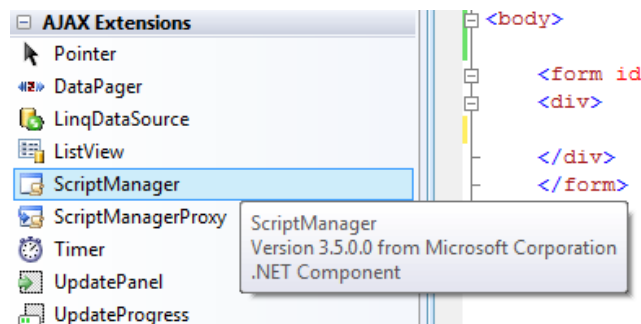 AJAX Extensions
Pointer
DataPager
LinqDataSource
ListView
ScriptManager
ScriptManagerProxy
Timer
UpdatePanel
UpdateProgress
ScriptManager
Version 3.5.0.0 from Microsoft Corporation
.NET Component
<body>
<form id
<div>
</div>
</form>